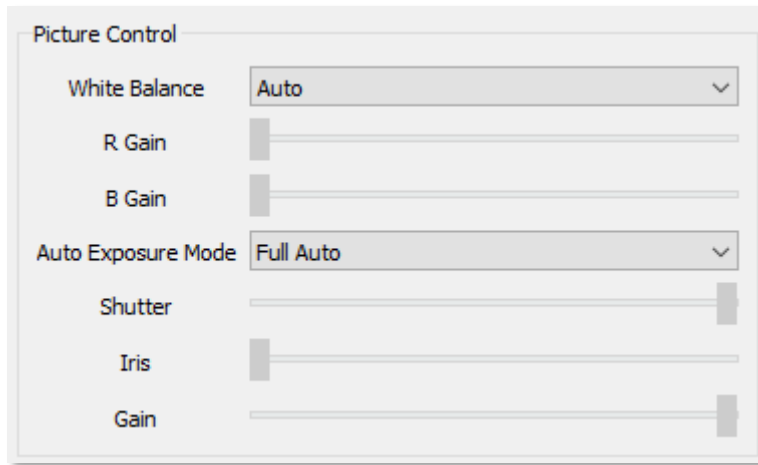 Picture Control
White Balance Auto
R Gain
B Gain
Auto Exposure Mode Full Auto
Shutter
Iris
Gain